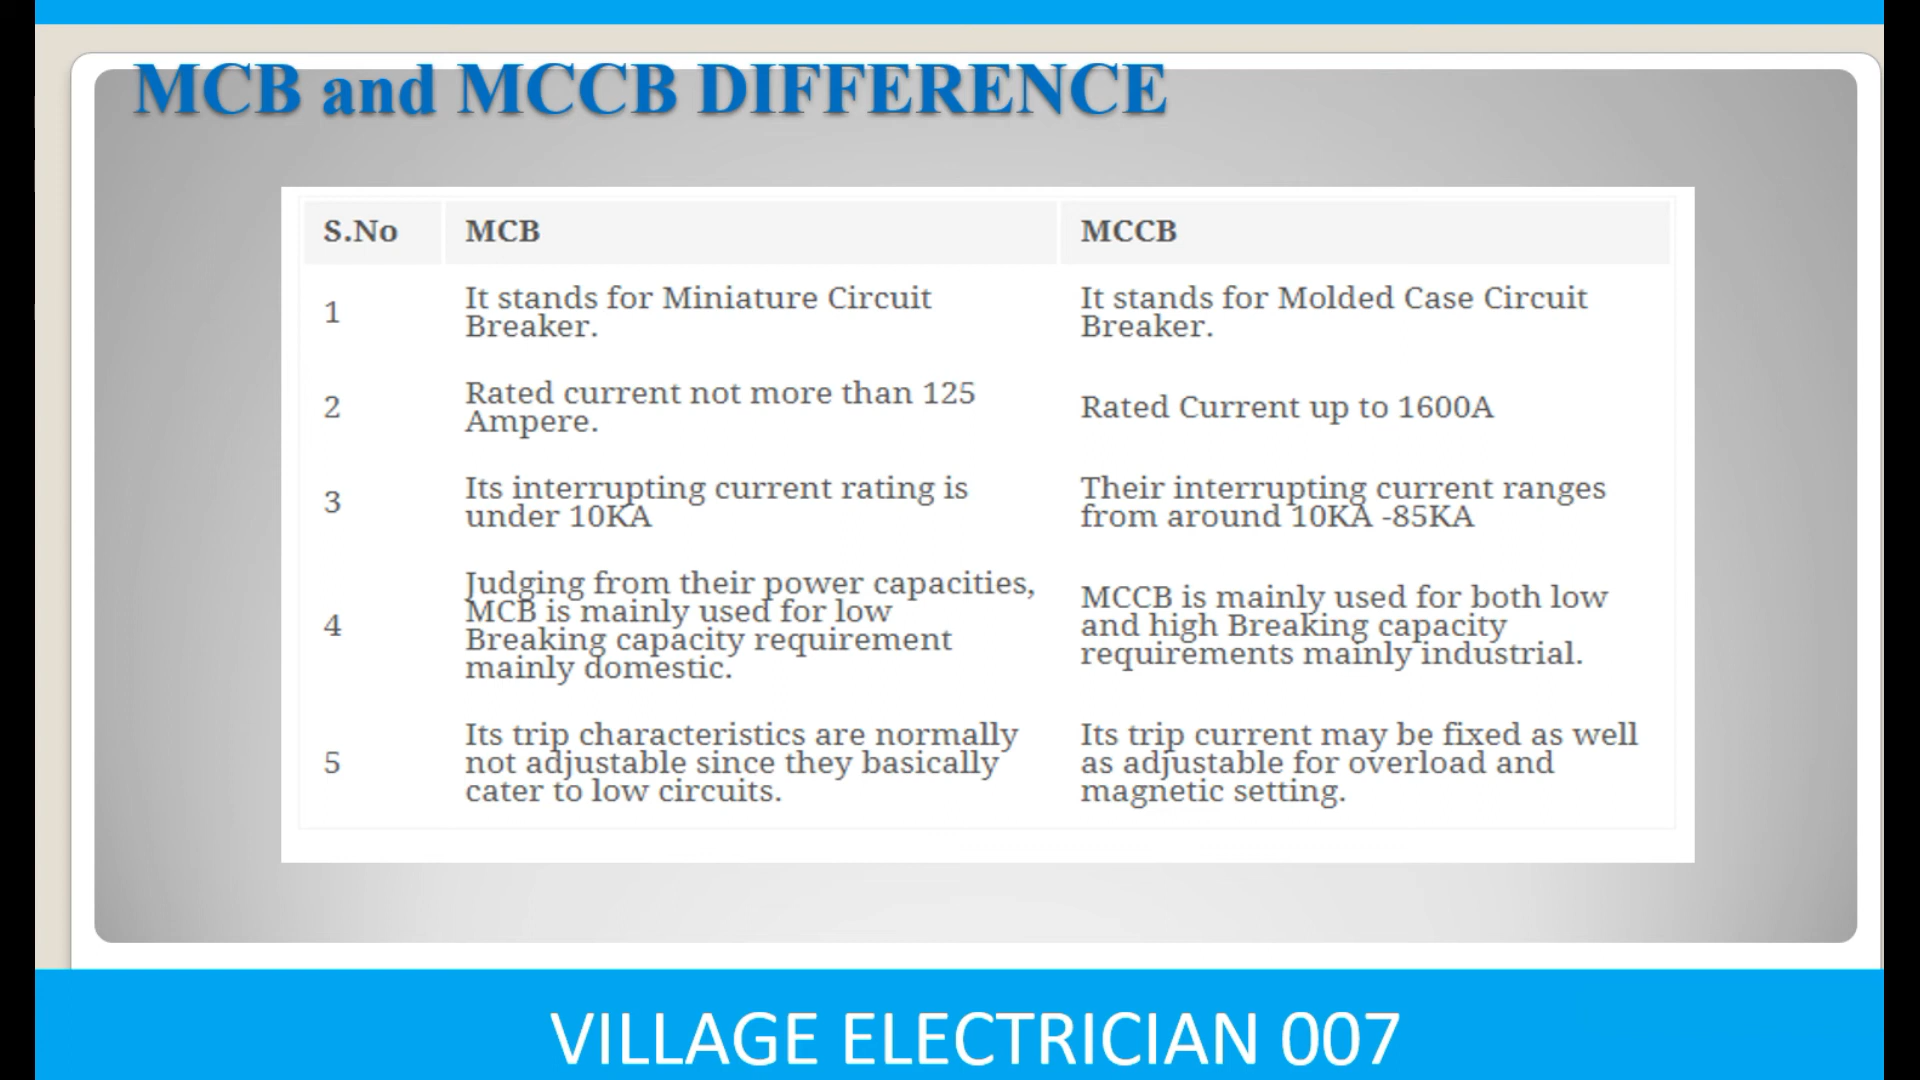 MCB and MCCB DIFFERENCE
S.No MCB MCCB
1 It stands for Miniature Circuit
Breaker.
It stands for Molded Case Circuit
Breaker.
2 Rated current not more than 125
Ampere.
Rated Current up to 1600A
3 Its interrupting current rating is
under 10KA
Their interrupting current ranges
from around 10KA -85KA
4 Judging from their power capacities,
MCB is mainly used for low
Breaking capacity requirement
mainly domestic.
MCCB is mainly used for both low
and high Breaking capacity
requirements mainly industrial.
5 Its trip characteristics are normally
not adjustable since they basically
cater to low circuits.
Its trip current may be fixed as well
as adjustable for overload and
magnetic setting.
VILLAGE ELECTRICIAN 007